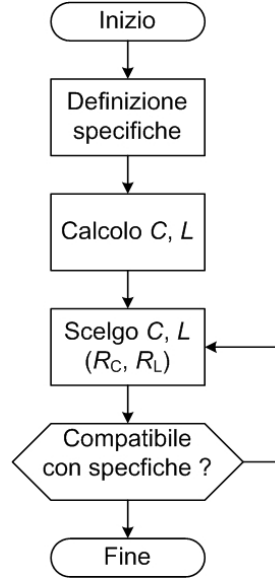 Inizio
Definizione
specifiche
Calcolo C, L
Scelgo C, L
(RC, RL)
Compatibile
con specfiche ?
Fine